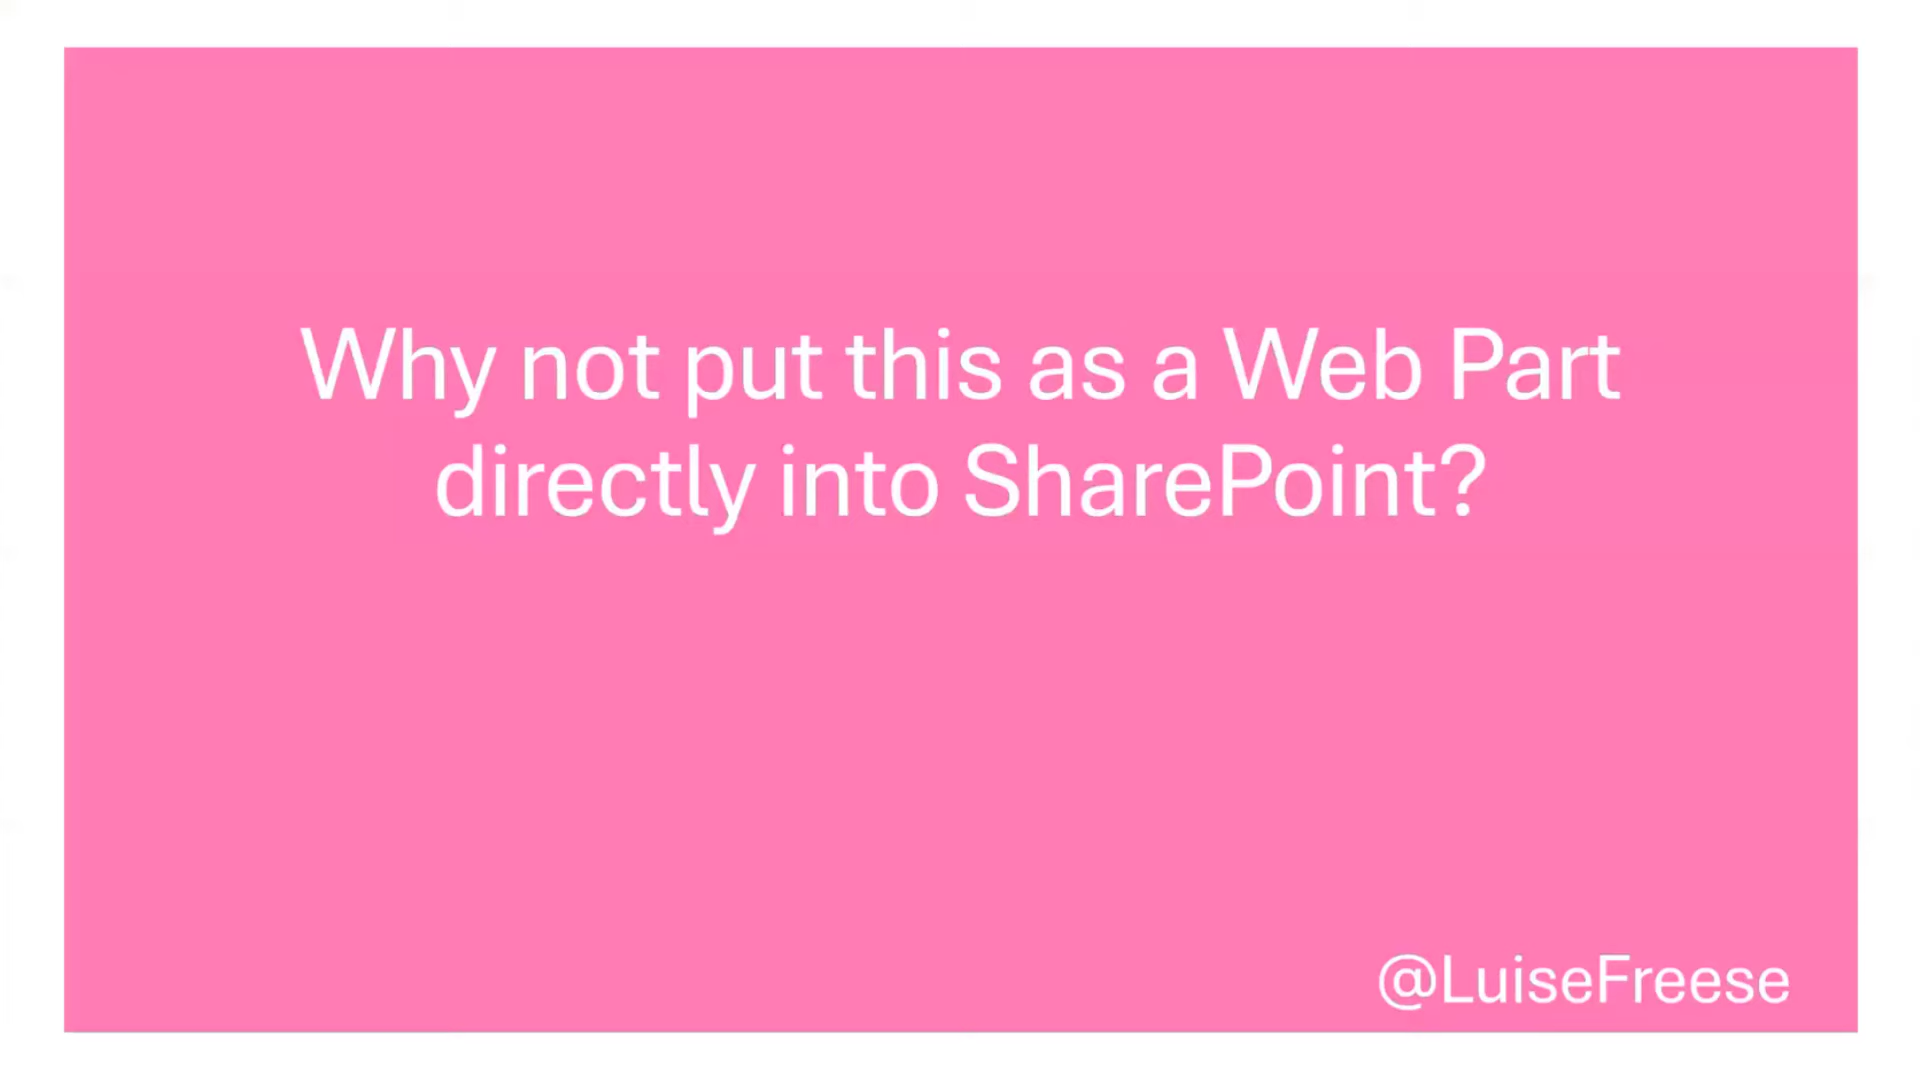 Why not put this as a Web Part
directly into SharePoint?
@LuiseFreese